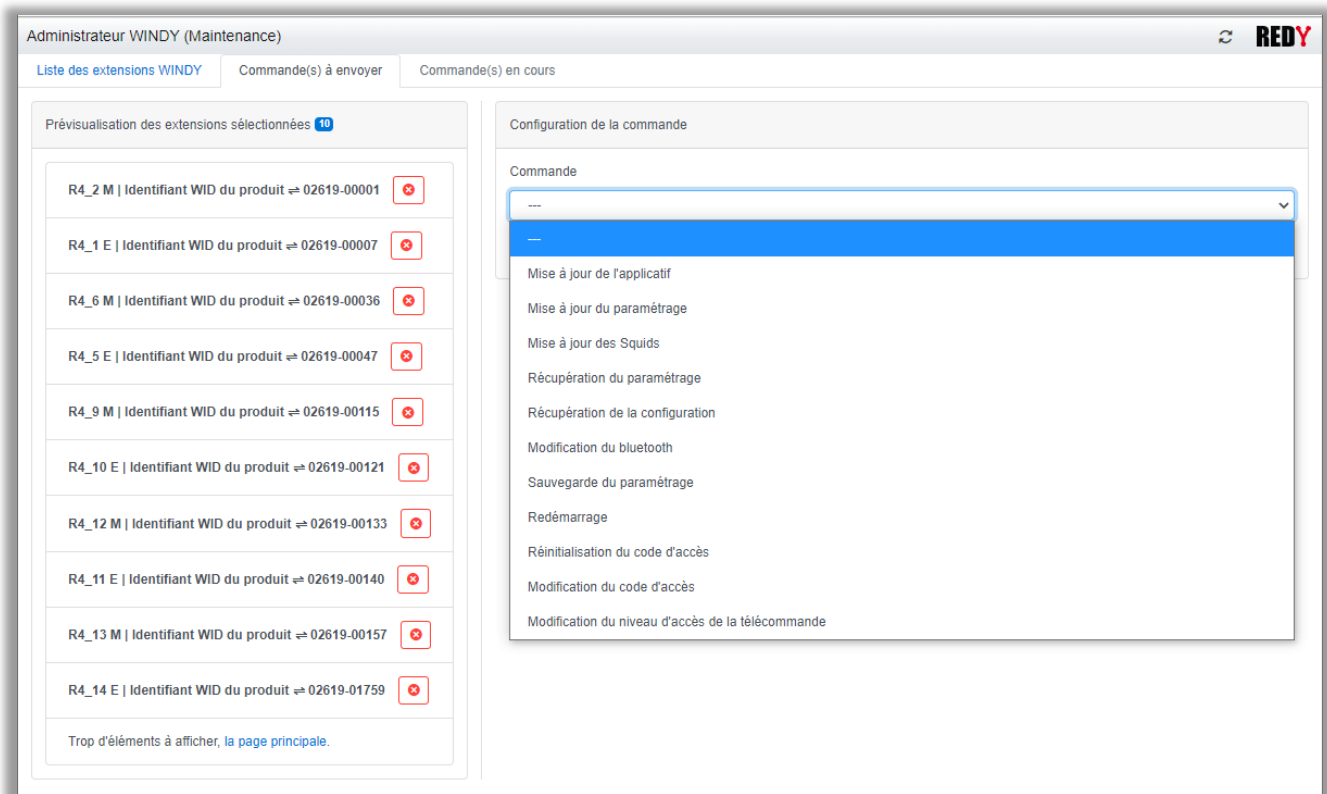 Administrateur WINDY (Maintenance)
REDY
Liste des extensions WINDY
Commande(s) à envoyer
Commande(s) en cours
Prévisualisation des extensions sélectionnées 10
R4_2 M | Identifiant WID du produit ⇌ 02619-00001
R4_1 E | Identifiant WID du produit ⇌ 02619-00007
R4_6 M | Identifiant WID du produit ⇌ 02619-00036
R4_5 E | Identifiant WID du produit ⇌ 02619-00047
R4_9 M | Identifiant WID du produit ⇌ 02619-00115
R4_10 E | Identifiant WID du produit ⇌ 02619-00121
R4_12 M | Identifiant WID du produit ⇌ 02619-00133
R4_11 E | Identifiant WID du produit ⇌ 02619-00140
R4_13 M | Identifiant WID du produit ⇌ 02619-00157
R4_14 E | Identifiant WID du produit ⇌ 02619-01759
Trop d'éléments à afficher, la page principale.
Configuration de la commande
Commande
---
---
Mise à jour de l'applicatif
Mise à jour du paramétrage
Mise à jour des Squids
Récupération du paramétrage
Récupération de la configuration
Modification du bluetooth
Sauvegarde du paramétrage
Redémarrage
Réinitialisation du code d'accès
Modification du code d'accès
Modification du niveau d'accès de la télécommande